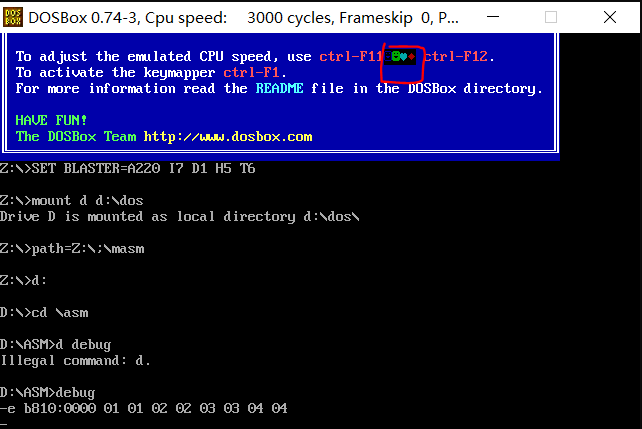 DOSBox 0.74-3, Cpu speed: 3000 cycles, Frameskip 0, P...
To adjust the emulated CPU speed, use ctrl-F11 ☺☻♥♦ ctrl-F12.
To activate the keymapper ctrl-F1.
For more information read the README file in the DOSBox directory.
HAVE FUN!
The DOSBox Team http://www.dosbox.com
Z:\>SET BLASTER=A220 I7 D1 H5 T6
Z:\>mount d d:\dos
Drive D is mounted as local directory d:\dos\
Z:\>path=Z:\;\masm
Z:\>d:
D:\>cd \asm
D:\ASM>d debug
Illegal command: d.
D:\ASM>debug
-e b810:0000 01 01 02 02 03 03 04 04
-